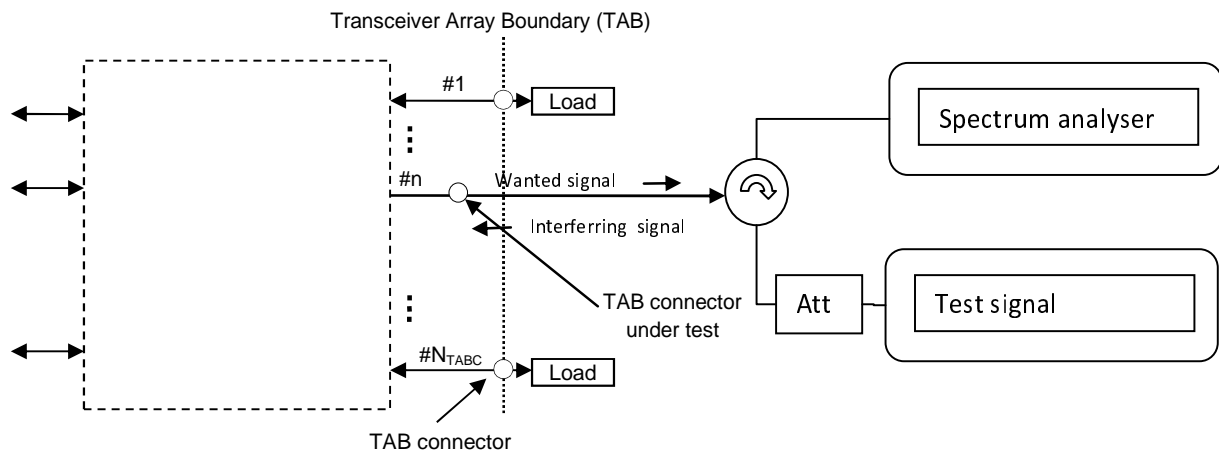 Transceiver Array Boundary (TAB)
#1
Load
Spectrum analyser
#n
Wanted signal
Interferring signal
TAB connector
under test
Att
Test signal
#NTABC
Load
TAB connector